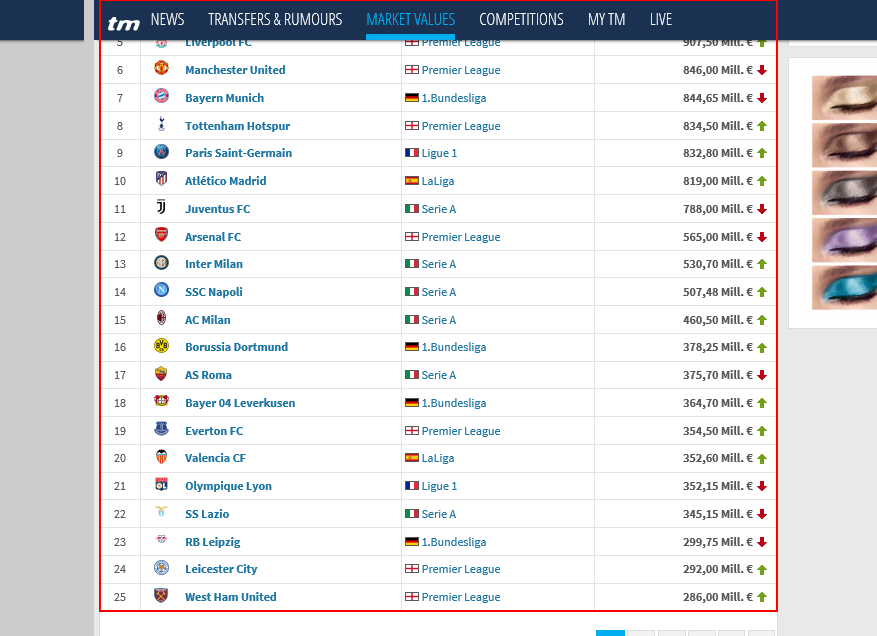 tm NEWS TRANSFERS & RUMOURS MARKET VALUES COMPETITIONS MY TM LIVE
5 Liverpool FC Premier League 907,50 Mill. €
6 Manchester United Premier League 846,00 Mill. €
7 Bayern Munich 1.Bundesliga 844,65 Mill. €
8 Tottenham Hotspur Premier League 834,50 Mill. €
9 Paris Saint-Germain Ligue 1 832,80 Mill. €
10 Atlético Madrid LaLiga 819,00 Mill. €
11 Juventus FC Serie A 788,00 Mill. €
12 Arsenal FC Premier League 565,00 Mill. €
13 Inter Milan Serie A 530,70 Mill. €
14 SSC Napoli Serie A 507,48 Mill. €
15 AC Milan Serie A 460,50 Mill. €
16 Borussia Dortmund 1.Bundesliga 378,25 Mill. €
17 AS Roma Serie A 375,70 Mill. €
18 Bayer 04 Leverkusen 1.Bundesliga 364,70 Mill. €
19 Everton FC Premier League 354,50 Mill. €
20 Valencia CF LaLiga 352,60 Mill. €
21 Olympique Lyon Ligue 1 352,15 Mill. €
22 SS Lazio Serie A 345,15 Mill. €
23 RB Leipzig 1.Bundesliga 299,75 Mill. €
24 Leicester City Premier League 292,00 Mill. €
25 West Ham United Premier League 286,00 Mill. €